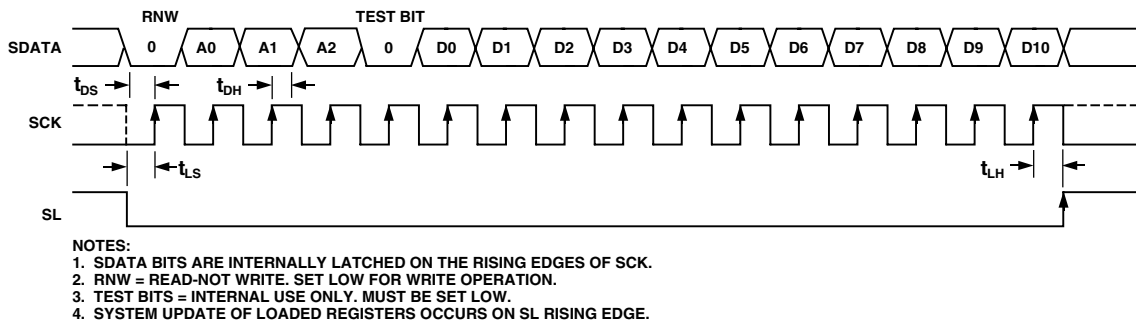 RNW TEST BIT
SDATA 0 A0 A1 A2 0 D0 D1 D2 D3 D4 D5 D6 D7 D8 D9 D10
tDS tDH
SCK
tLS tLH
SL
NOTES:
1. SDATA BITS ARE INTERNALLY LATCHED ON THE RISING EDGES OF SCK.
2. RNW = READ-NOT WRITE. SET LOW FOR WRITE OPERATION.
3. TEST BITS = INTERNAL USE ONLY. MUST BE SET LOW.
4. SYSTEM UPDATE OF LOADED REGISTERS OCCURS ON SL RISING EDGE.